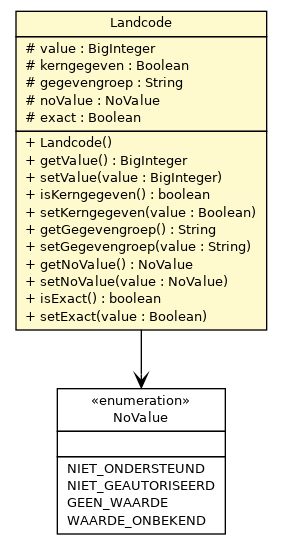 Landcode
# value : BigInteger
# kerngegeven : Boolean
# gegevengroep : String
# noValue : NoValue
# exact : Boolean
+ Landcode()
+ getValue() : BigInteger
+ setValue(value : BigInteger)
+ isKerngegeven() : boolean
+ setKerngegeven(value : Boolean)
+ getGegevengroep() : String
+ setGegevengroep(value : String)
+ getNoValue() : NoValue
+ setNoValue(value : NoValue)
+ isExact() : boolean
+ setExact(value : Boolean)
«enumeration»
NoValue
NIET_ONDERSTEUND
NIET_GEAUTORISEERD
GEEN_WAARDE
WAARDE_ONBEKEND